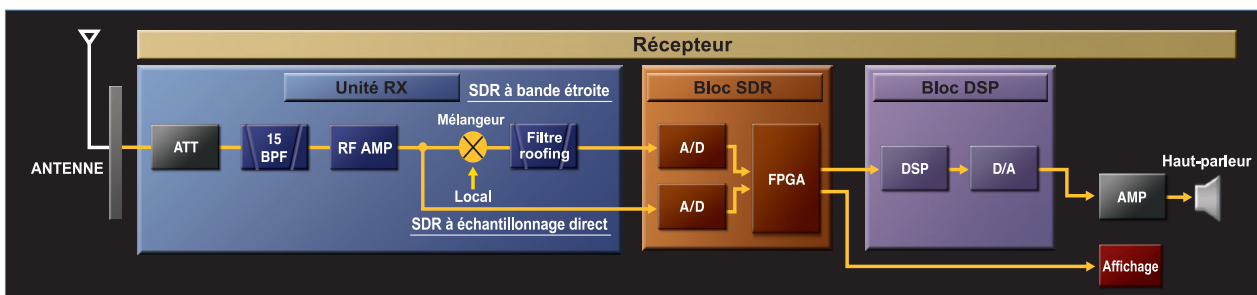 Récepteur
Unité RX
SDR à bande étroite
Mélangeur
ANTENNE
ATT
15
BPF
RF AMP
Filtre
roofing
Local
SDR à échantillonnage direct
Bloc SDR
A/D
A/D
FPGA
Bloc DSP
DSP
D/A
Haut-parleur
AMP
Affichage